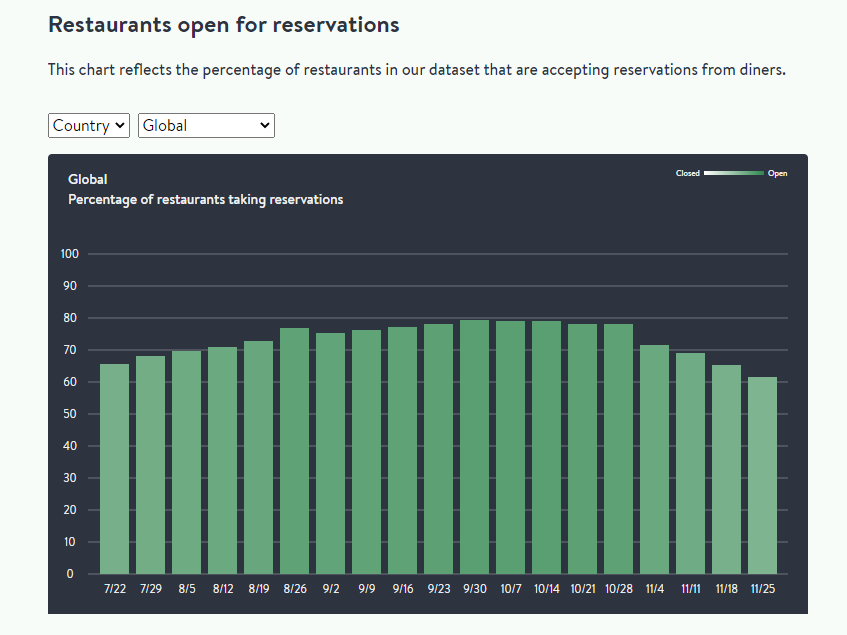 Restaurants open for reservations
This chart reflects the percentage of restaurants in our dataset that are accepting reservations from diners.
Country Global
Global
Closed Open
Percentage of restaurants taking reservations
100
90
80
70
60
50
40
30
20
10
0
7/22 7/29 8/5 8/12 8/19 8/26 9/2 9/9 9/16 9/23 9/30 10/7 10/14 10/21 10/28 11/4 11/11 11/18 11/25